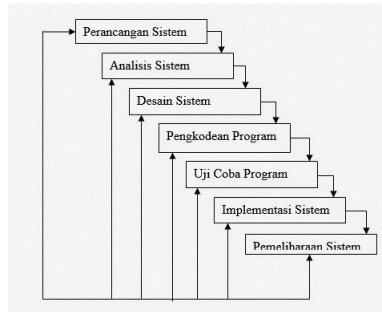 Perancangan Sistem
Analisis Sistem
Desain Sistem
Pengkodean Program
Uji Coba Program
Implementasi Sistem
Pemeliharaan Sistem